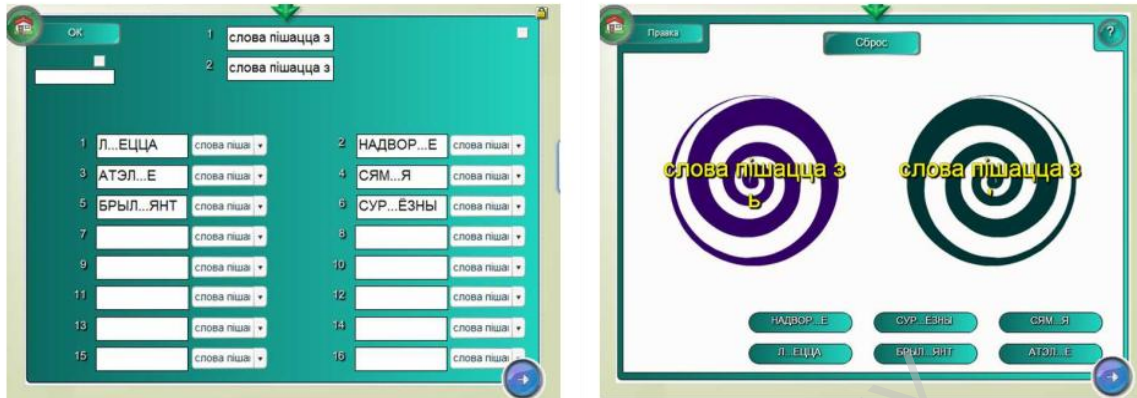 ОК
1 слова пішацца з
2 слова пішацца з
1 Л...ЕЦЦА слова пішаі 2 НАДВОР...Е слова пішаі
3 АТЭЛ...Е слова пішаі 4 СЯМ...Я слова пішаі
5 БРЫЛ...ЯНТ слова пішаі 6 СУР...ЁЗНЫ слова пішаі
7 слова пішаі 8 слова пішаі
9 слова пішаі 10 слова пішаі
11 слова пішаі 12 слова пішаі
13 слова пішаі 14 слова пішаі
15 слова пішаі 16 слова пішаі
Правка
Сброс
?
слова пішацца з
ь
слова пішацца з
'
НАДВОР...Е СУР...ЁЗНЫ СЯМ...Я
Л...ЕЦЦА БРЫЛ...ЯНТ АТЭЛ...Е